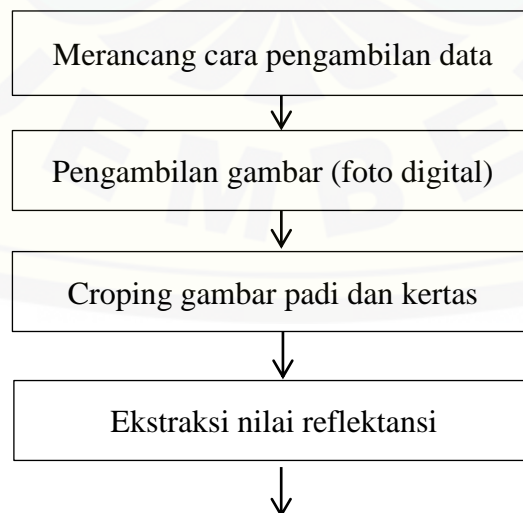 Merancang cara pengambilan data
Pengambilan gambar (foto digital)
Croping gambar padi dan kertas
Ekstraksi nilai reflektansi